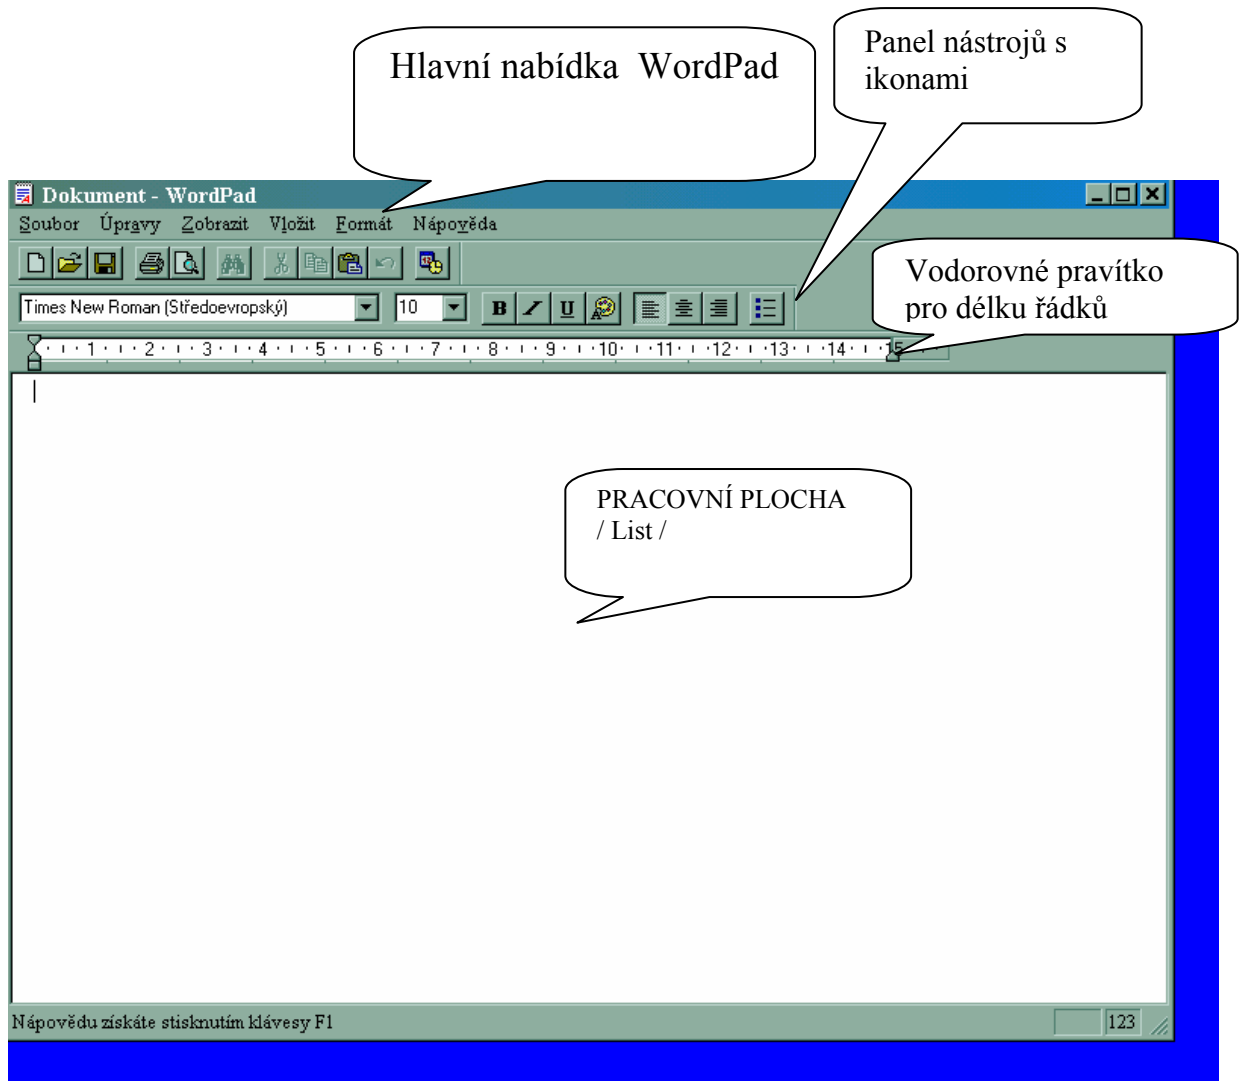 Hlavní nabídka WordPad
Panel nástrojů s
ikonami
Dokument - WordPad
Soubor Úpravy Zobrazit Vložit Formát Nápověda
Vodorovné pravítko
pro délku řádků
Times New Roman (Středoevropský) 10 B / U
1 2 3 4 5 6 7 8 9 10 11 12 13 14 15
PRACOVNÍ PLOCHA
/ List /
Nápovědu získáte stisknutím klávesy F1 123